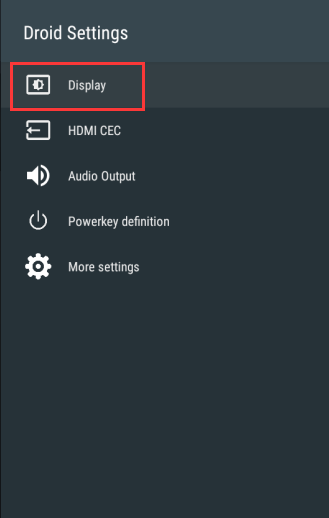 Droid Settings
Display
HDMI CEC
Audio Output
Powerkey definition
More settings